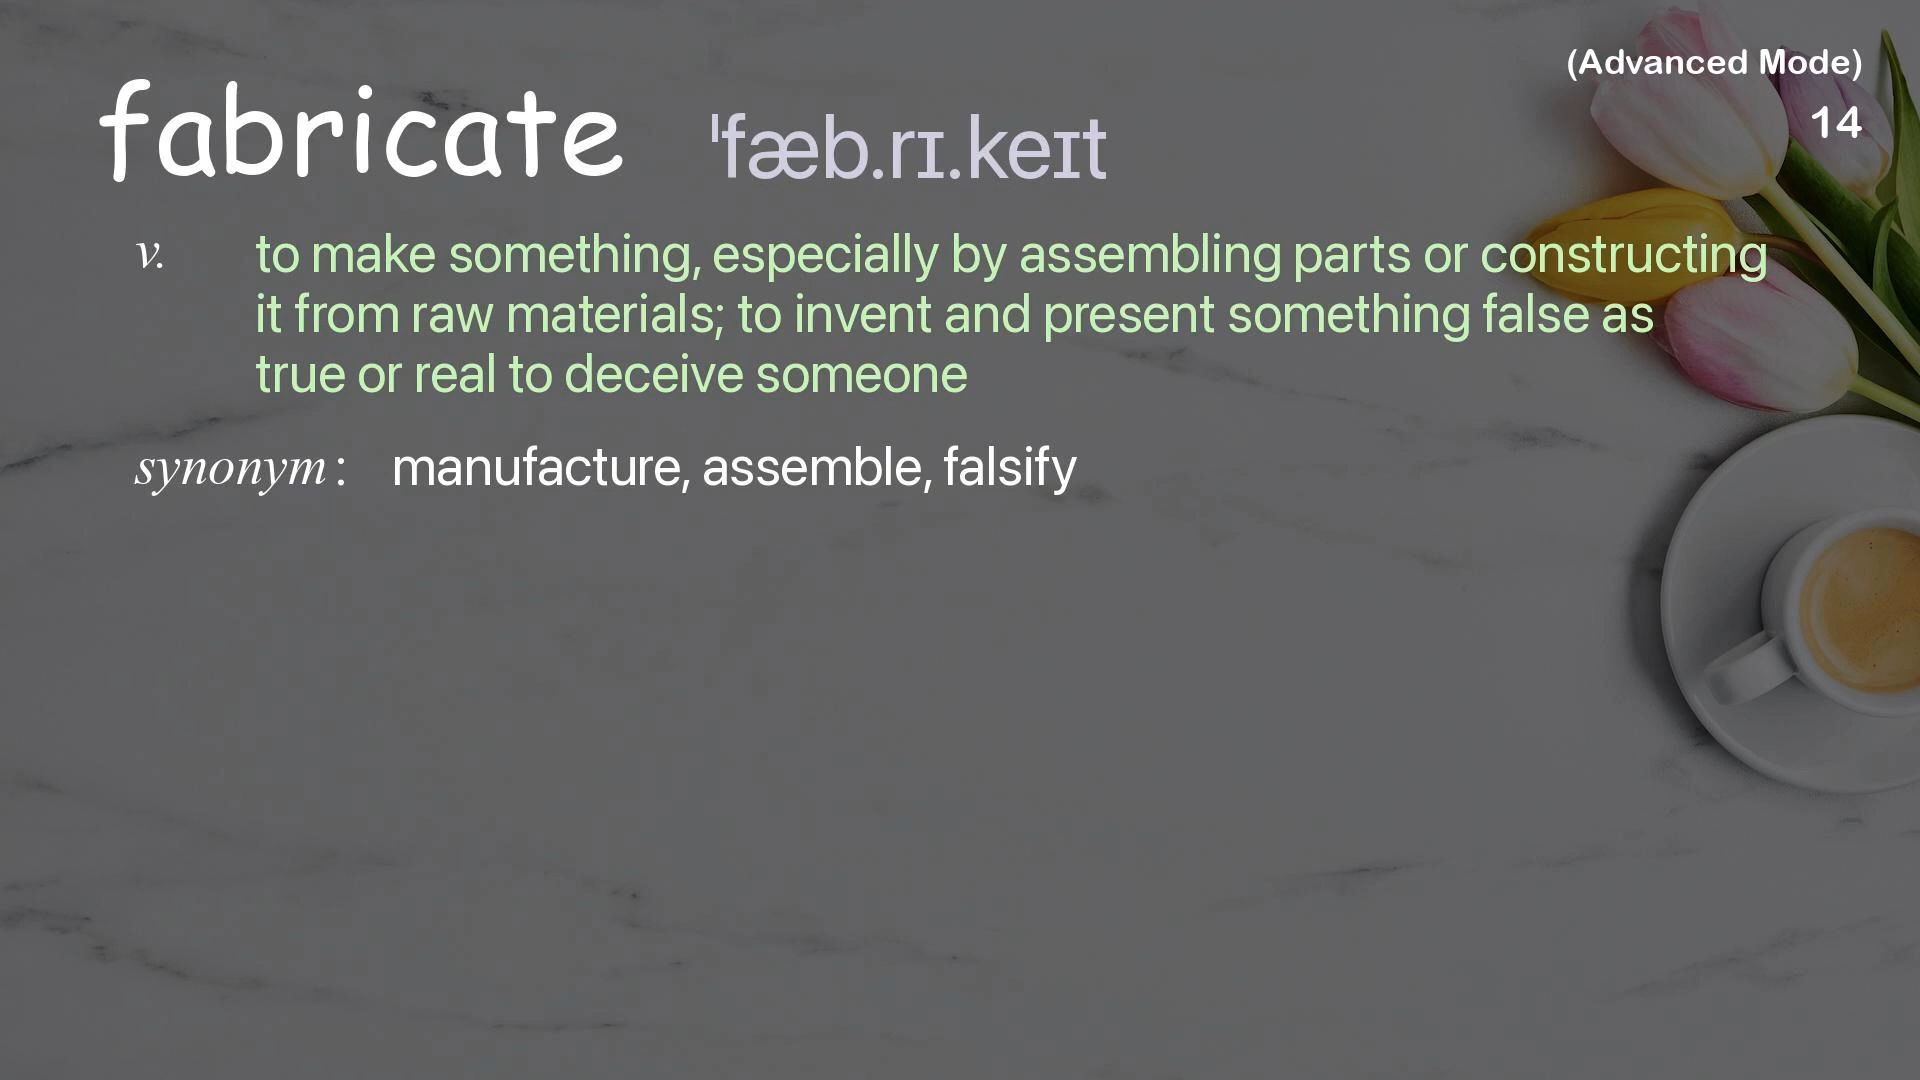 (Advanced Mode)
fabricate ˈfæb.rɪ.keɪt
14
v. to make something, especially by assembling parts or constructing
it from raw materials; to invent and present something false as
true or real to deceive someone
synonym : manufacture, assemble, falsify